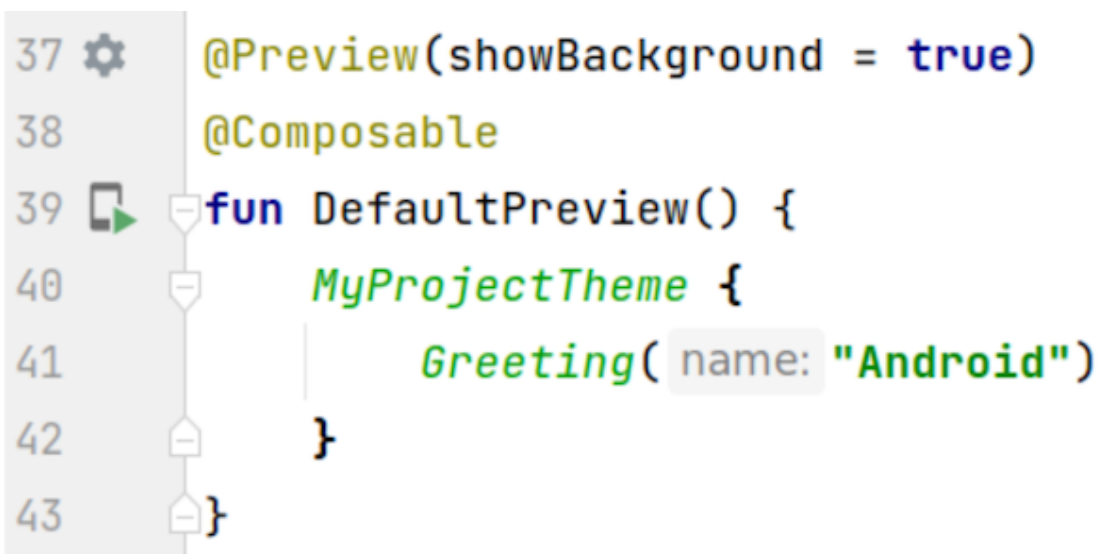 37 @Preview(showBackground = true)
38 @Composable
39 fun DefaultPreview() {
40 MyProjectTheme {
41 Greeting( name: "Android")
42 }
43 }